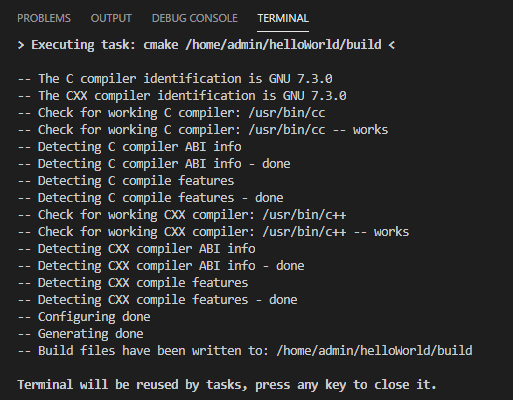 PROBLEMS OUTPUT DEBUG CONSOLE TERMINAL
> Executing task: cmake /home/admin/helloWorld/build <
-- The C compiler identification is GNU 7.3.0
-- The CXX compiler identification is GNU 7.3.0
-- Check for working C compiler: /usr/bin/cc
-- Check for working C compiler: /usr/bin/cc -- works
-- Detecting C compiler ABI info
-- Detecting C compiler ABI info - done
-- Detecting C compile features
-- Detecting C compile features - done
-- Check for working CXX compiler: /usr/bin/c++
-- Check for working CXX compiler: /usr/bin/c++ -- works
-- Detecting CXX compiler ABI info
-- Detecting CXX compiler ABI info - done
-- Detecting CXX compile features
-- Detecting CXX compile features - done
-- Configuring done
-- Generating done
-- Build files have been written to: /home/admin/helloWorld/build
Terminal will be reused by tasks, press any key to close it.